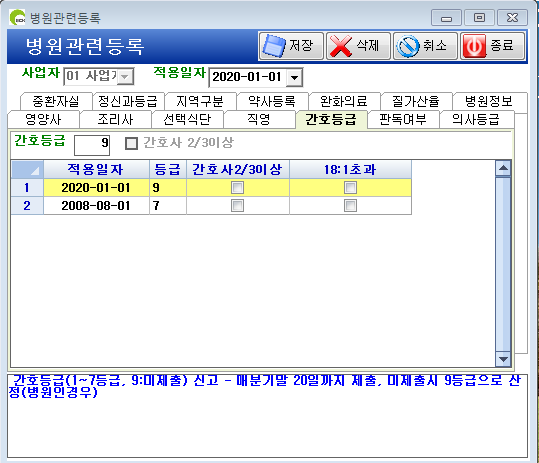 병원관련등록
병원관련등록 저장 삭제 취소 종료
사업자 01 사업7 적용일자 2020-01-01
중환자실 정신과등급 지역구분 약사등록 완화의료 질가산율 병원정보
영양사 조리사 선택식단 직영 간호등급 판독여부 의사등급
간호등급 9 간호사 2/3이상
적용일자 등급 간호사2/3이상 18:1초과
1 2020-01-01 9
2 2008-08-01 7
간호등급(1~7등급, 9:미제출) 신고 - 매분기말 20일까지 제출, 미제출시 9등급으로 산
정(병원인경우)